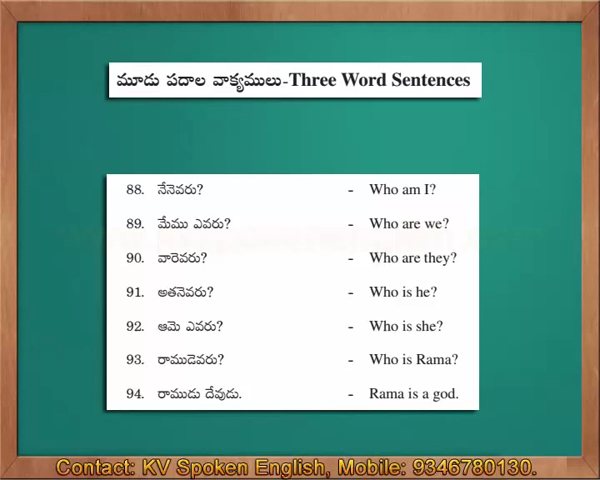 మూడు పదాల వాక్యములు-Three Word Sentences
88. నేనెవరు? - Who am I?
89. మేము ఎవరు? - Who are we?
90. వారెవరు? - Who are they?
91. అతనెవరు? - Who is he?
92. ఆమె ఎవరు? - Who is she?
93. రాముడెవరు? - Who is Rama?
94. రాముడు దేవుడు. - Rama is a god.
Contact: KV Spoken English, Mobile: 9346780130.